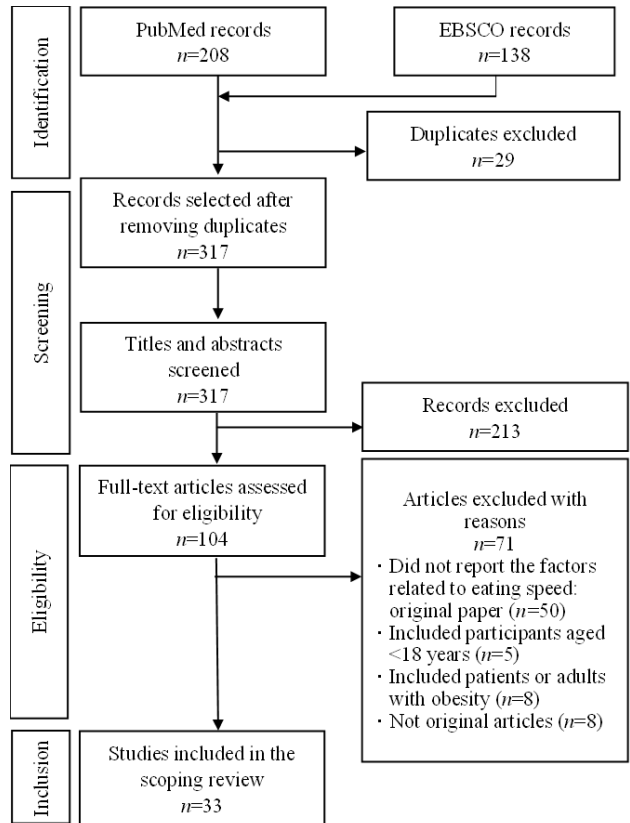 Identification
PubMed records
n=208
EBSCO records
n=138
Duplicates excluded
n=29
Screening
Records selected after
removing duplicates
n=317
Titles and abstracts
screened
n=317
Records excluded
n=213
Eligibility
Full-text articles assessed
for eligibility
n=104
Articles excluded with
reasons
n=71
・Did not report the factors
related to eating speed:
original paper (n=50)
・Included participants aged
<18 years (n=5)
・Included patients or adults
with obesity (n=8)
・Not original articles (n=8)
Inclusion
Studies included in the
scoping review
n=33